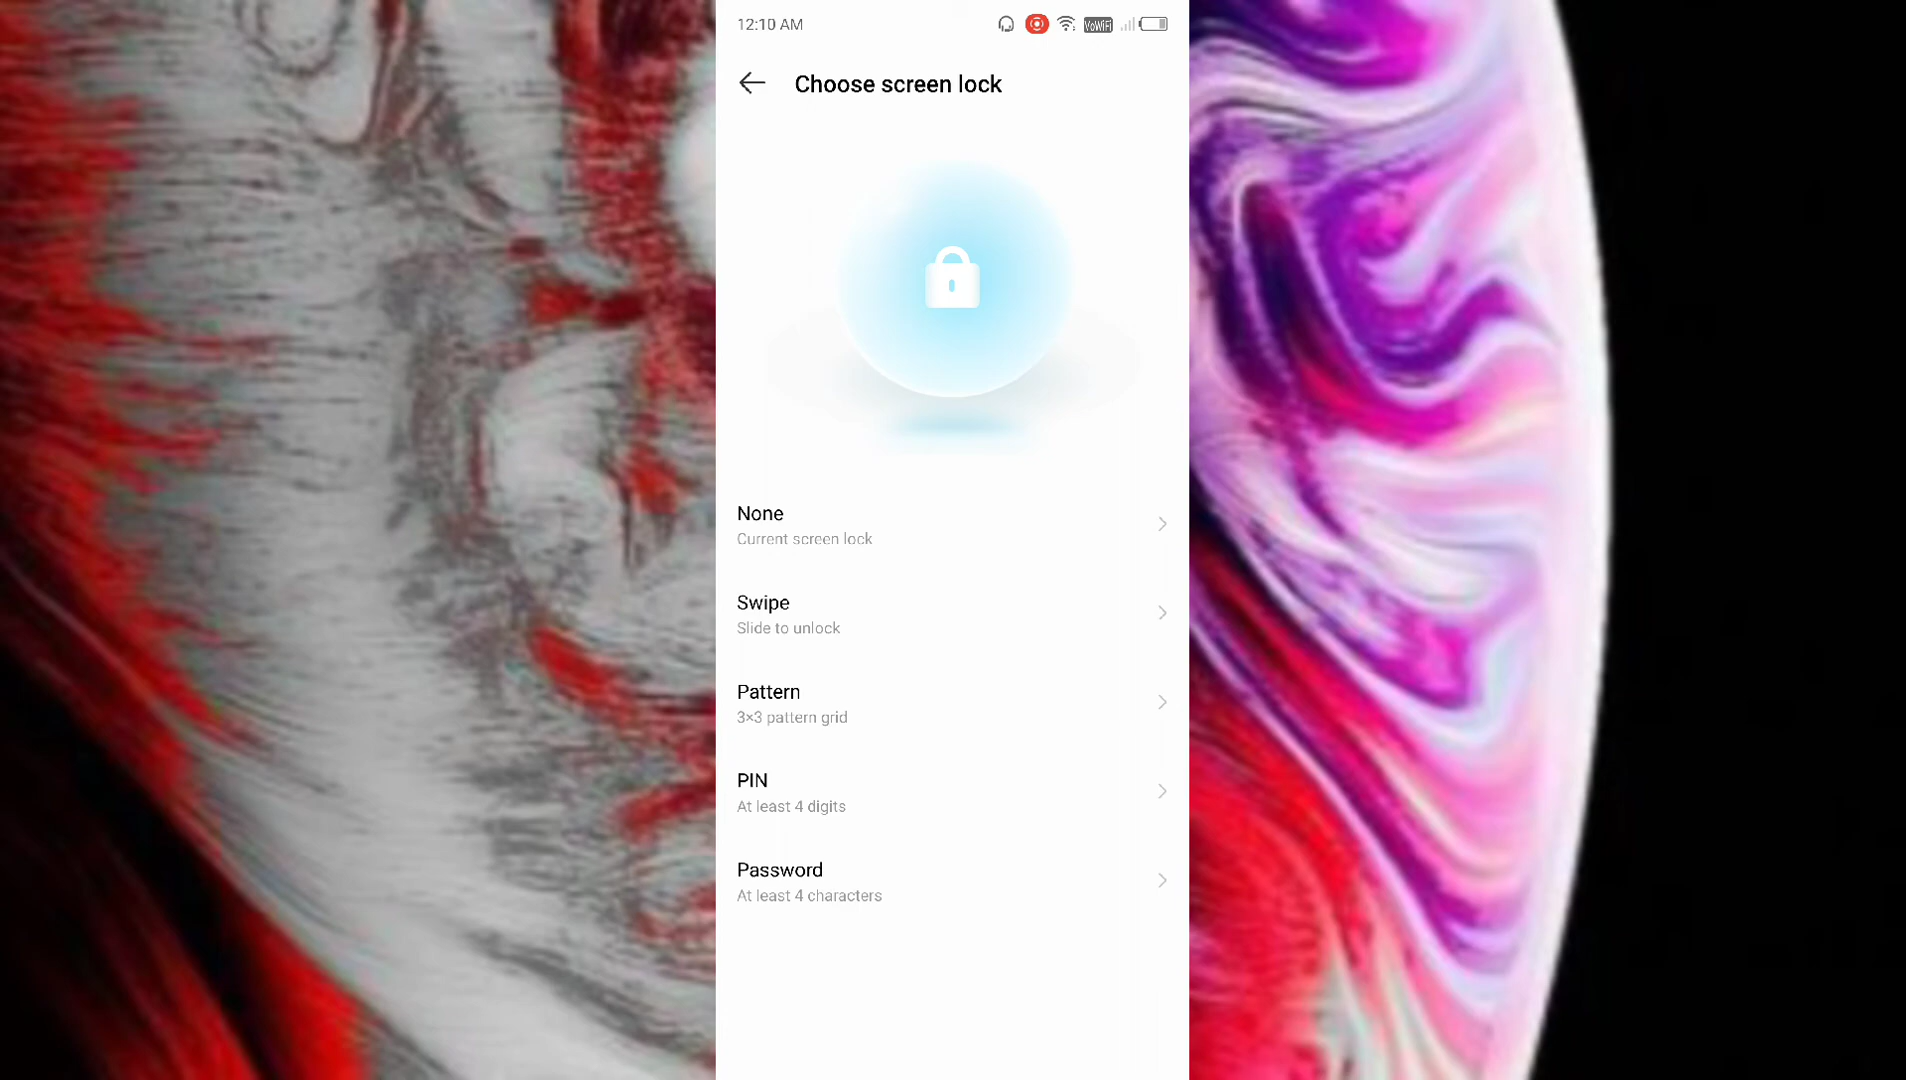 12:10 AM
VoWiFi
Choose screen lock
None
Current screen lock
Swipe
Slide to unlock
Pattern
3×3 pattern grid
PIN
At least 4 digits
Password
At least 4 characters